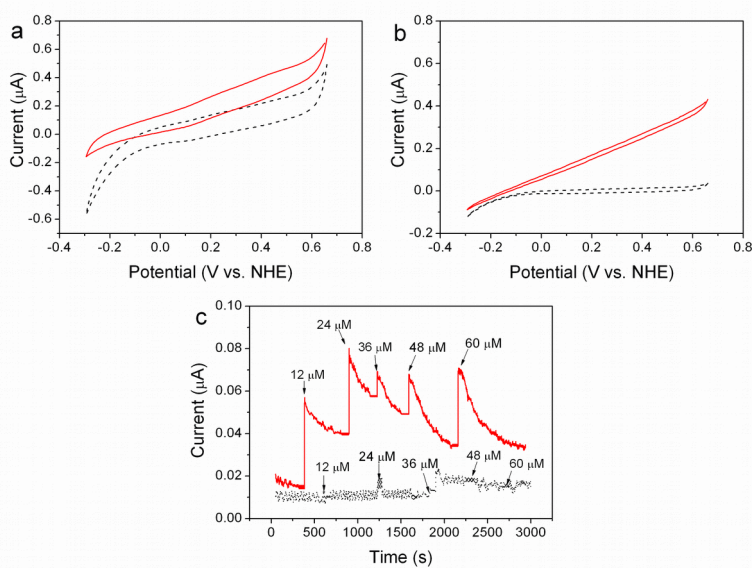 a
b
0.8
0.6
0.4
0.2
0.0
-0.2
-0.4
-0.6
Current (μA)
-0.4 -0.2 0.0 0.2 0.4 0.6 0.8
Potential (V vs. NHE)
0.8
0.6
0.4
0.2
0.0
-0.2
Current (μA)
-0.4 -0.2 0.0 0.2 0.4 0.6 0.8
Potential (V vs. NHE)
c
0.10
0.08
0.06
0.04
0.02
0.00
Current (μA)
12 μM
24 μM
36 μM
48 μM
60 μM
12 μM
24 μM
36 μM
48 μM
60 μM
0 500 1000 1500 2000 2500 3000
Time (s)